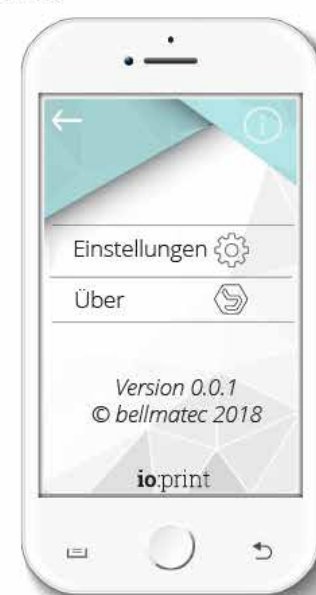 Einstellungen
Über
Version 0.0.1
© bellmatec 2018
io:print